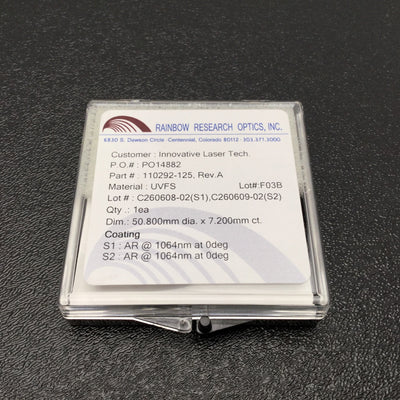 RAINBOW RESEARCH OPTICS, INC.
6830 S. Dawson Circle Centennial, Colorado 80112 · 303.371.3000
Customer : Innovative Laser Tech.
P.O.# : PO14882
Part # : 110292-125, Rev.A
Material : UVFS Lot#:F03B
Lot # : C260608-02(S1),C260609-02(S2)
Qty .: 1ea
Dim.: 50.800mm dia. x 7.200mm ct.
Coating
S1 : AR @ 1064nm at 0deg
S2 : AR @ 1064nm at 0deg